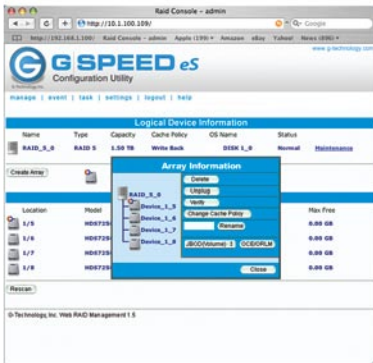 Raid Console - admin
http://10.1.100.109/
Google
http://192.168.1.100/ Raid Console - admin Apple (199) Amazon eBay Yahoo! News (896)
www.g-technology.com
G SPEED eS
Configuration Utility
manage | event | task | settings | logout | help
Logical Device Information
Name Type Capacity Cache Policy OS Name Status
RAID_5_0 RAID 5 1.50 TB Write Back DISK 1_0 Normal Maintenance
Create Array
Array Information
RAID_5_0
Device_1_5
Device_1_6
Device_1_7
Device_1_8
Delete
Unplug
Verify
Change Cache Policy
Rename
JBOD(Volume)
Close
Location Model Max Free
1/5 HDS725 0.00 GB
1/6 HDS725 0.00 GB
1/7 HDS725 0.00 GB
1/8 HDS725 0.00 GB
Rescan
G-Technology, Inc. Web RAID Management 1.5